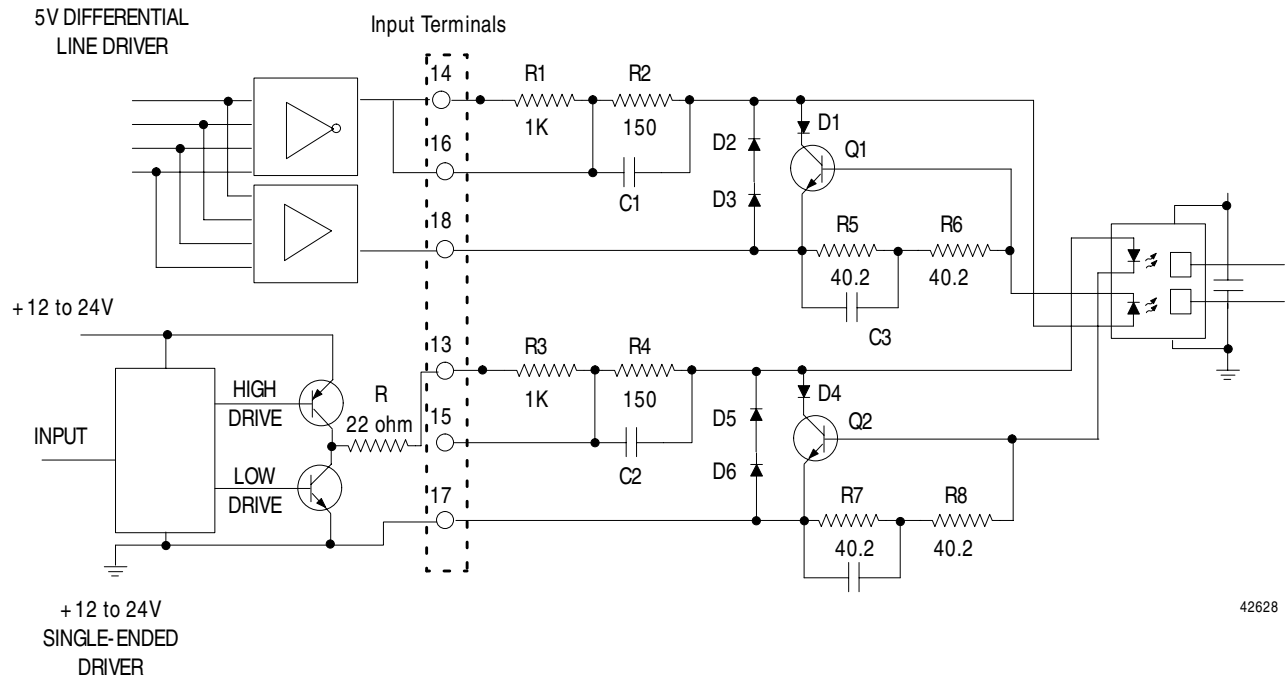 5V DIFFERENTIAL
LINE DRIVER
Input Terminals
14
R1
R2
1K
150
D1
D2
Q1
16
C1
D3
18
R5
R6
40.2
40.2
C3
+12 to 24V
13
R3
R4
HIGH
DRIVE
R
22 ohm
1K
150
D4
D5
Q2
INPUT
15
C2
D6
LOW
DRIVE
17
R7
R8
40.2
40.2
+12 to 24V
SINGLE-ENDED
DRIVER
42628